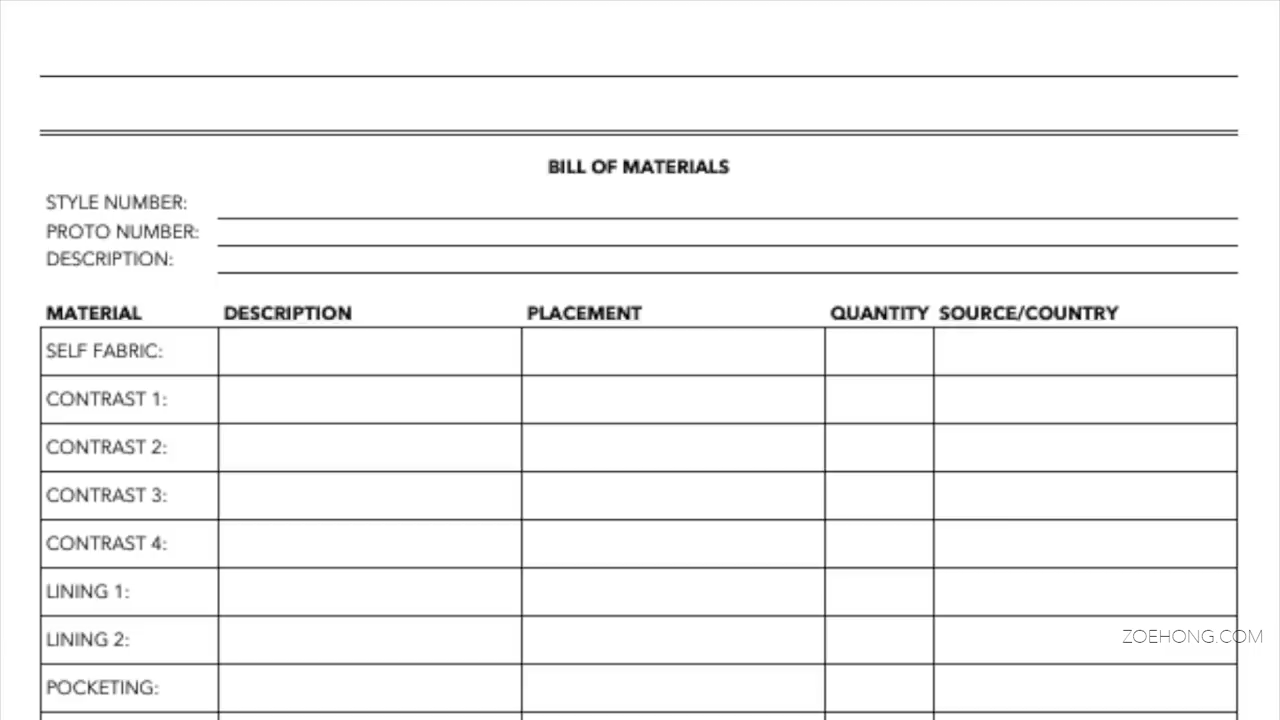 BILL OF MATERIALS
STYLE NUMBER:
PROTO NUMBER:
DESCRIPTION:
MATERIAL DESCRIPTION PLACEMENT QUANTITY SOURCE/COUNTRY
SELF FABRIC:
CONTRAST 1:
CONTRAST 2:
CONTRAST 3:
CONTRAST 4:
LINING 1:
LINING 2:
ZOEHONG.COM
POCKETING: